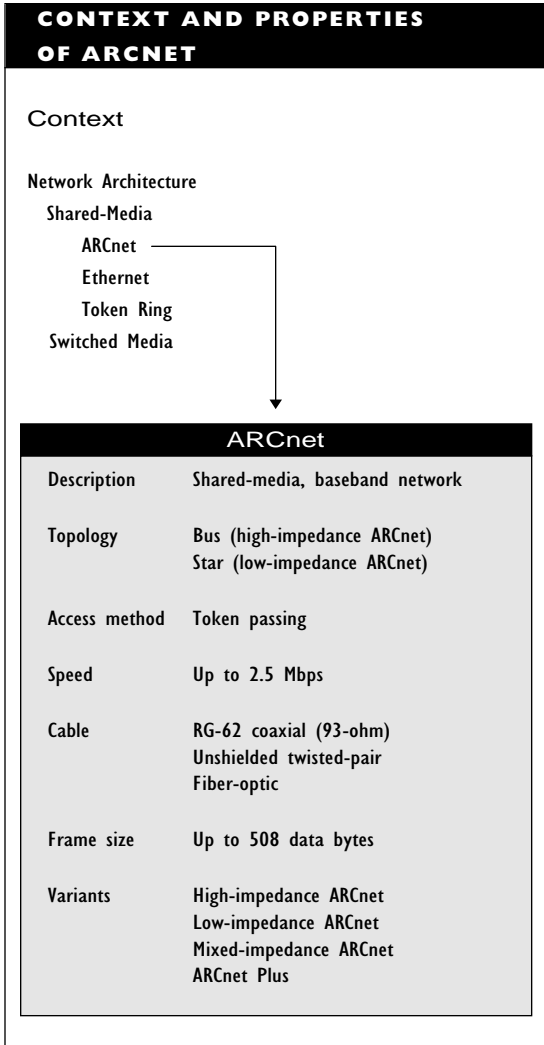 CONTEXT AND PROPERTIES
OF ARCNET
Context
Network Architecture
Shared-Media
ARCnet
Ethernet
Token Ring
Switched Media
ARCnet
Description Shared-media, baseband network
Topology Bus (high-impedance ARCnet)
Star (low-impedance ARCnet)
Access method Token passing
Speed Up to 2.5 Mbps
Cable RG-62 coaxial (93-ohm)
Unshielded twisted-pair
Fiber-optic
Frame size Up to 508 data bytes
Variants High-impedance ARCnet
Low-impedance ARCnet
Mixed-impedance ARCnet
ARCnet Plus